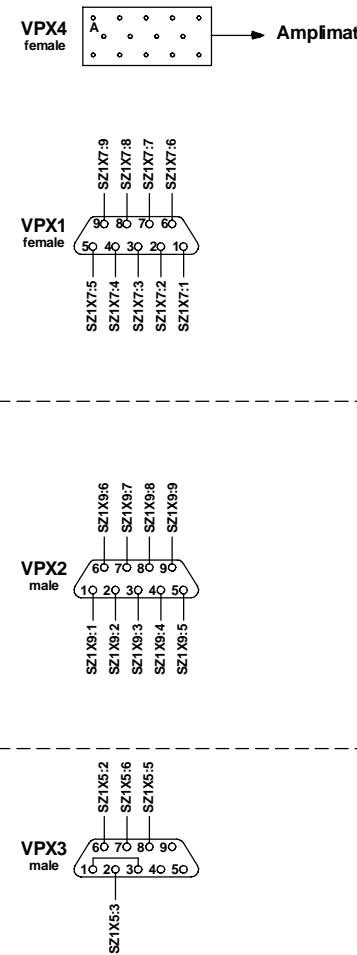 VPX4
female
A
Amplimat
SZ1X7:9
SZ1X7:8
SZ1X7:7
SZ1X7:6
VPX1
female
9 8 7 6
5 4 3 2 1
SZ1X7:5
SZ1X7:4
SZ1X7:3
SZ1X7:2
SZ1X7:1
SZ1X9:6
SZ1X9:7
SZ1X9:8
SZ1X9:9
VPX2
male
6 7 8 9
1 2 3 4 5
SZ1X9:1
SZ1X9:2
SZ1X9:3
SZ1X9:4
SZ1X9:5
SZ1X5:2
SZ1X5:6
SZ1X5:5
VPX3
male
6 7 8 9
1 2 3 4 5
SZ1X5:3